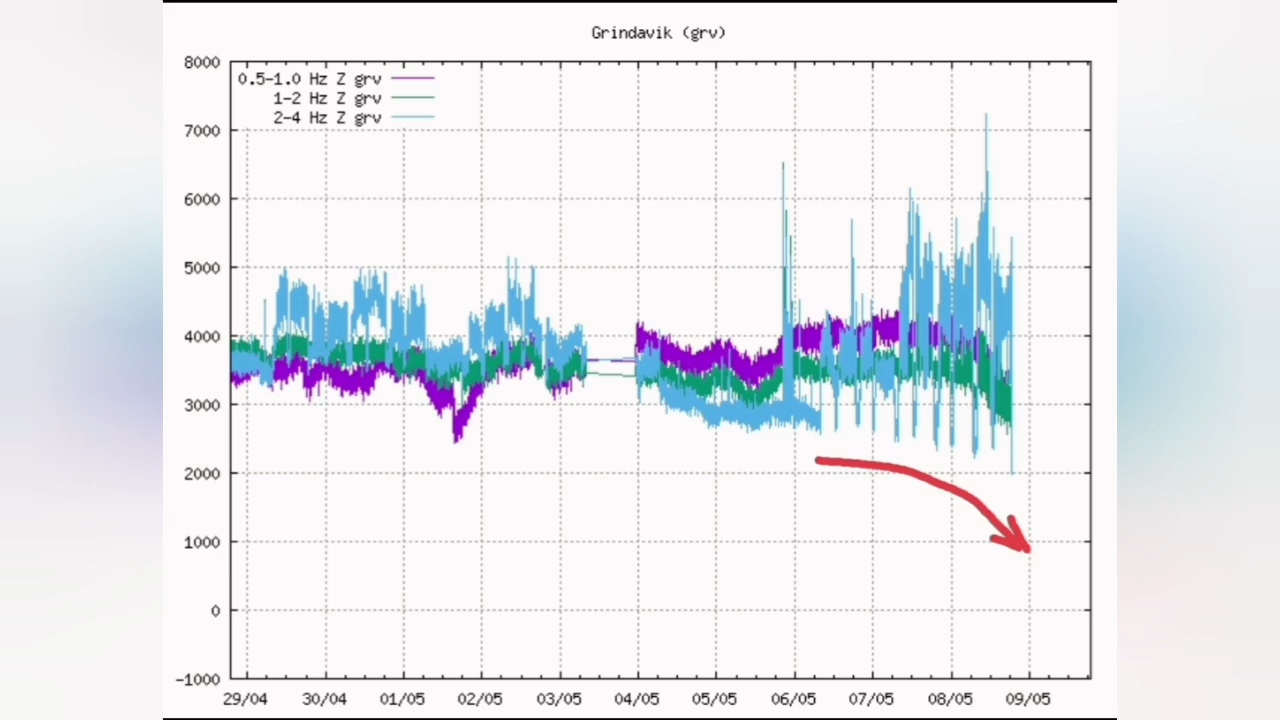 Grindavik (grv)
0.5-1.0 Hz Z grv
1-2 Hz Z grv
2-4 Hz Z grv
8000
7000
6000
5000
4000
3000
2000
1000
0
-1000
29/04 30/04 01/05 02/05 03/05 04/05 05/05 06/05 07/05 08/05 09/05